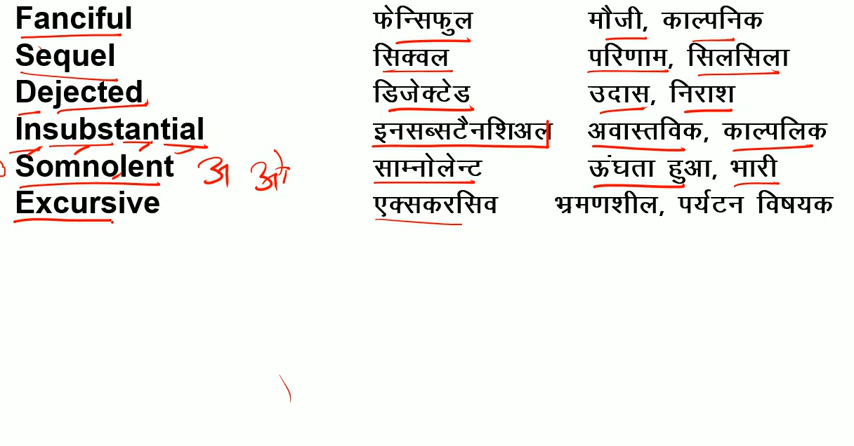 Fanciful फेन्सिफुल मौजी, काल्पनिक
Sequel सिक्वल परिणाम, सिलसिला
Dejected डिजेक्टेड उदास, निराश
Insubstantial इनसब्सटैनशिअल अवास्तविक, काल्पलिक
Somnolent अ ओ साम्नोलेन्ट ऊंघता हुआ, भारी
Excursive एक्सकरसिव भ्रमणशील, पर्यटन विषयक